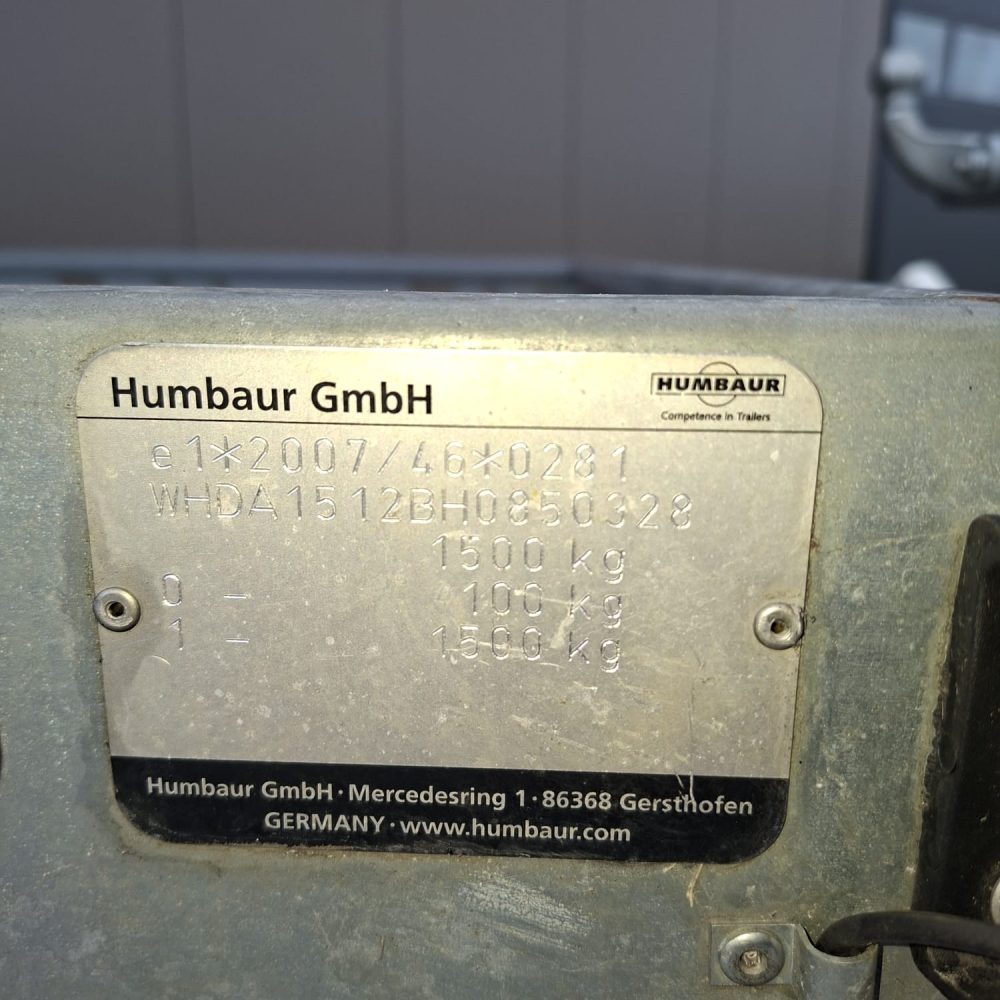 Humbaur GmbH
HUMBAUR
Competence in Trailers
e1*2007/46*0281
WHDA1512BH0850328
1500 kg
0 - 100 kg
1 - 1500 kg
Humbaur GmbH · Mercedesring 1 · 86368 Gersthofen
GERMANY · www.humbaur.com